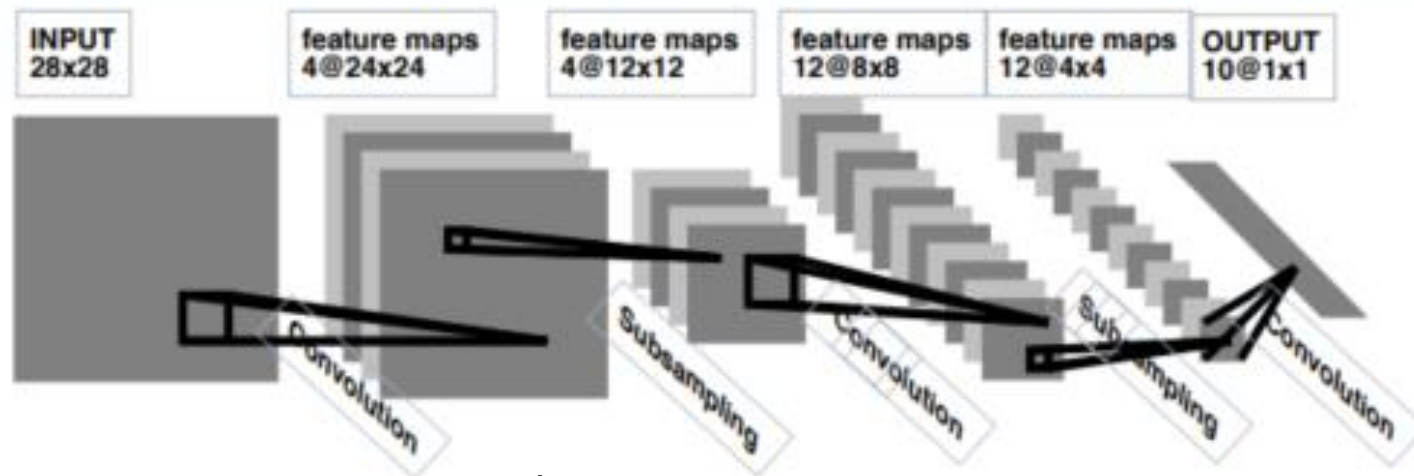 INPUT
28x28
feature maps
4@24x24
feature maps
4@12x12
feature maps
12@8x8
feature maps
12@4x4
OUTPUT
10@1x1
Convolution
Subsampling
Convolution
Subsampling
Convolution